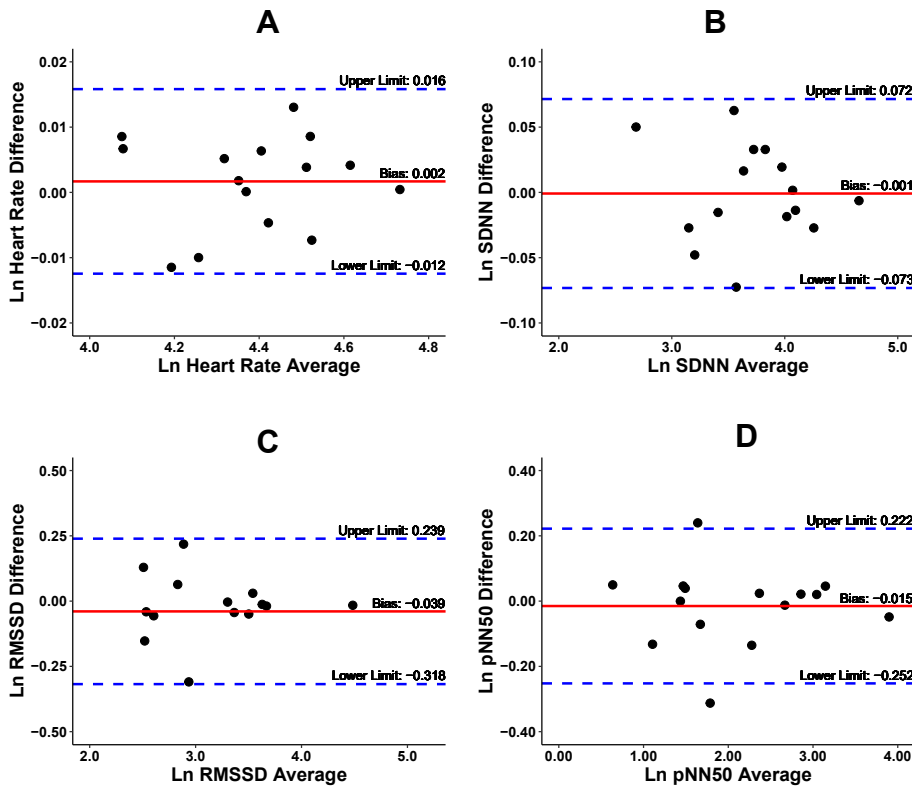 A
Ln Heart Rate Difference
0.02
0.01
0.00
−0.01
−0.02
Upper Limit: 0.016
Bias: 0.002
Lower Limit: −0.012
4.0 4.2 4.4 4.6 4.8
Ln Heart Rate Average
B
Ln SDNN Difference
0.10
0.05
0.00
−0.05
−0.10
Upper Limit: 0.072
Bias: −0.001
Lower Limit: −0.073
2.0 3.0 4.0 5.0
Ln SDNN Average
C
Ln RMSSD Difference
0.50
0.25
0.00
−0.25
−0.50
Upper Limit: 0.239
Bias: −0.039
Lower Limit: −0.318
2.0 3.0 4.0 5.0
Ln RMSSD Average
D
Ln pNN50 Difference
0.40
0.20
0.00
−0.20
−0.40
Upper Limit: 0.222
Bias: −0.015
Lower Limit: −0.252
0.00 1.00 2.00 3.00 4.00
Ln pNN50 Average